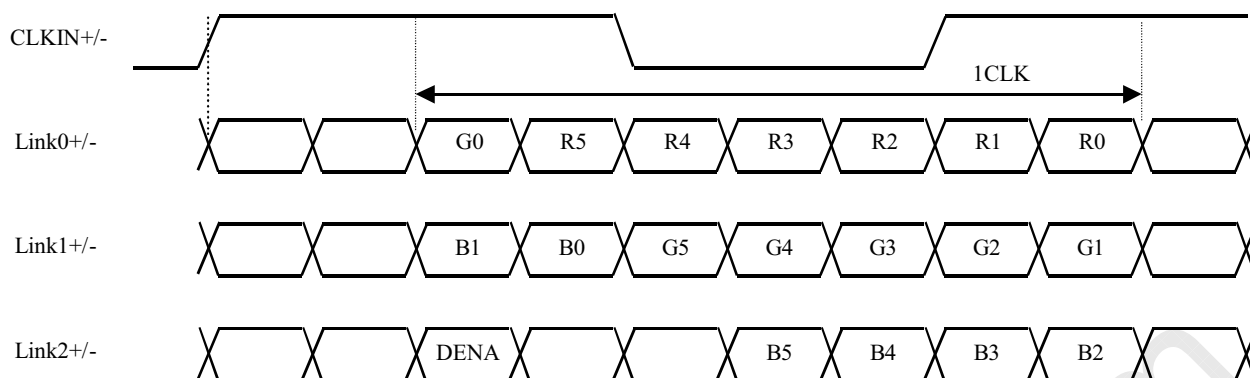 CLKIN+/-
1CLK
Link0+/- G0 R5 R4 R3 R2 R1 R0
Link1+/- B1 B0 G5 G4 G3 G2 G1
Link2+/- DENA B5 B4 B3 B2